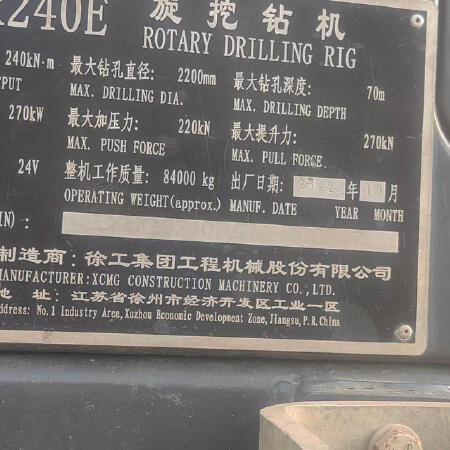 240E 旋挖钻机
ROTARY DRILLING RIG
240kN·m 最大钻孔直径: 2200mm 最大钻孔深度: 70m
PUT MAX. DRILLING DIA. MAX. DRILLING DEPTH
270kW 最大加压力: 220kN 最大提升力: 270kN
MAX. PUSH FORCE MAX. PULL FORCE
24V 整机工作质量: 84000 kg 出厂日期: 2022 年 10 月
OPERATING WEIGHT(approx.) MANUF. DATE YEAR MONTH
IN) :
制造商: 徐工集团工程机械股份有限公司
MANUFACTURER:XCMG CONSTRUCTION MACHINERY CO., LTD.
地 址: 江苏省徐州市经济开发区工业一区
Address: No.1 Industry Area, Xuzhou Economic Development Zone, Jiangsu, P.R.China